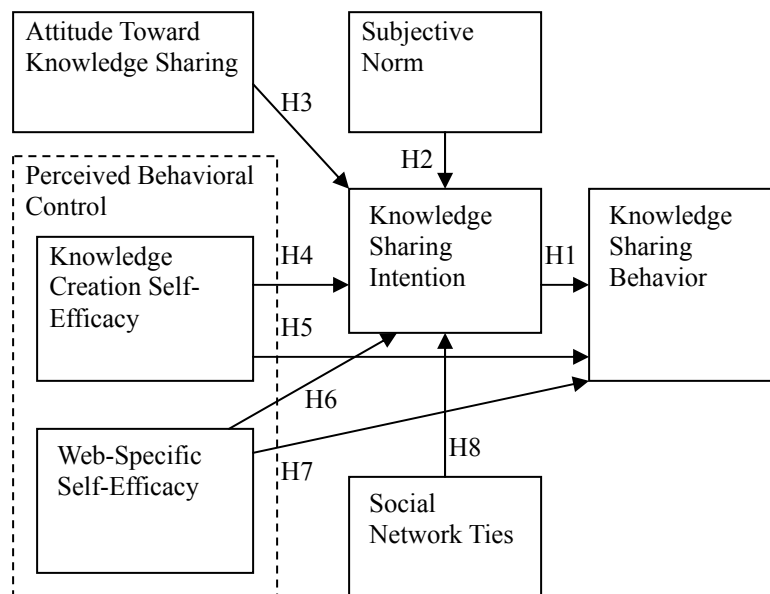 Attitude Toward
Knowledge Sharing
Subjective
Norm
H3
H2
Perceived Behavioral
Control
Knowledge
Creation Self-
Efficacy
H4
Knowledge
Sharing
Intention
H1
Knowledge
Sharing
Behavior
H5
H6
Web-Specific
Self-Efficacy
H7
H8
Social
Network Ties